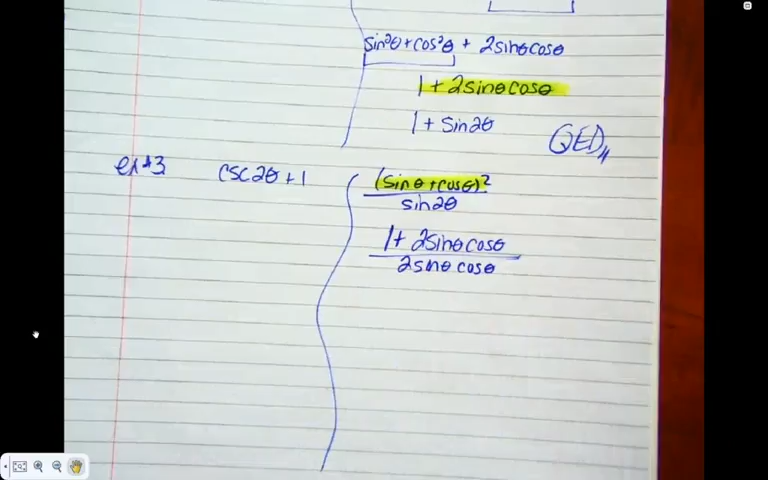 sin²θ + cos²θ + 2sinθcosθ
1 + 2sinθcosθ
1 + sin2θ
QED
ex#3 csc2θ + 1 (sinθ + cosθ)²
sin2θ
1 + 2sinθcosθ
2sinθcosθ